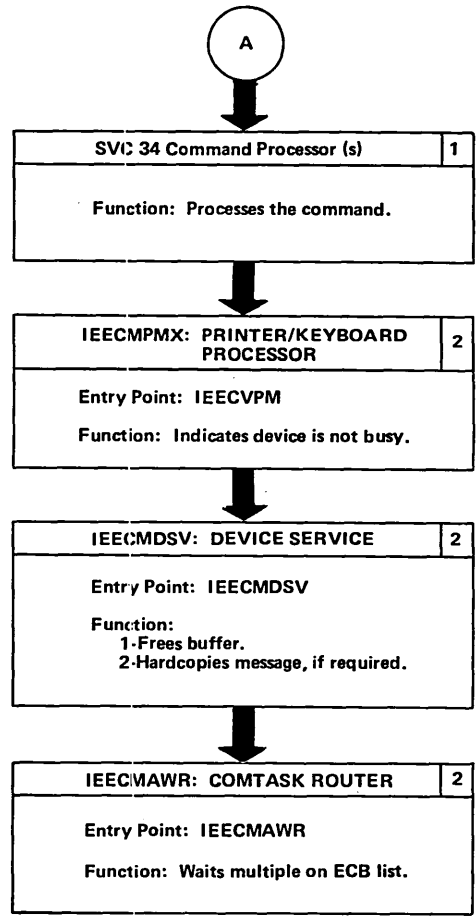 A
SVC 34 Command Processor (s) 1
Function: Processes the command.
IEECMPMX: PRINTER/KEYBOARD 2
PROCESSOR
Entry Point: IEECVPM
Function: Indicates device is not busy.
IEECMDSV: DEVICE SERVICE 2
Entry Point: IEECMDSV
Function:
1-Frees buffer.
2-Hardcopies message, if required.
IEECMAWR: COMTASK ROUTER 2
Entry Point: IEECMAWR
Function: Waits multiple on ECB list.